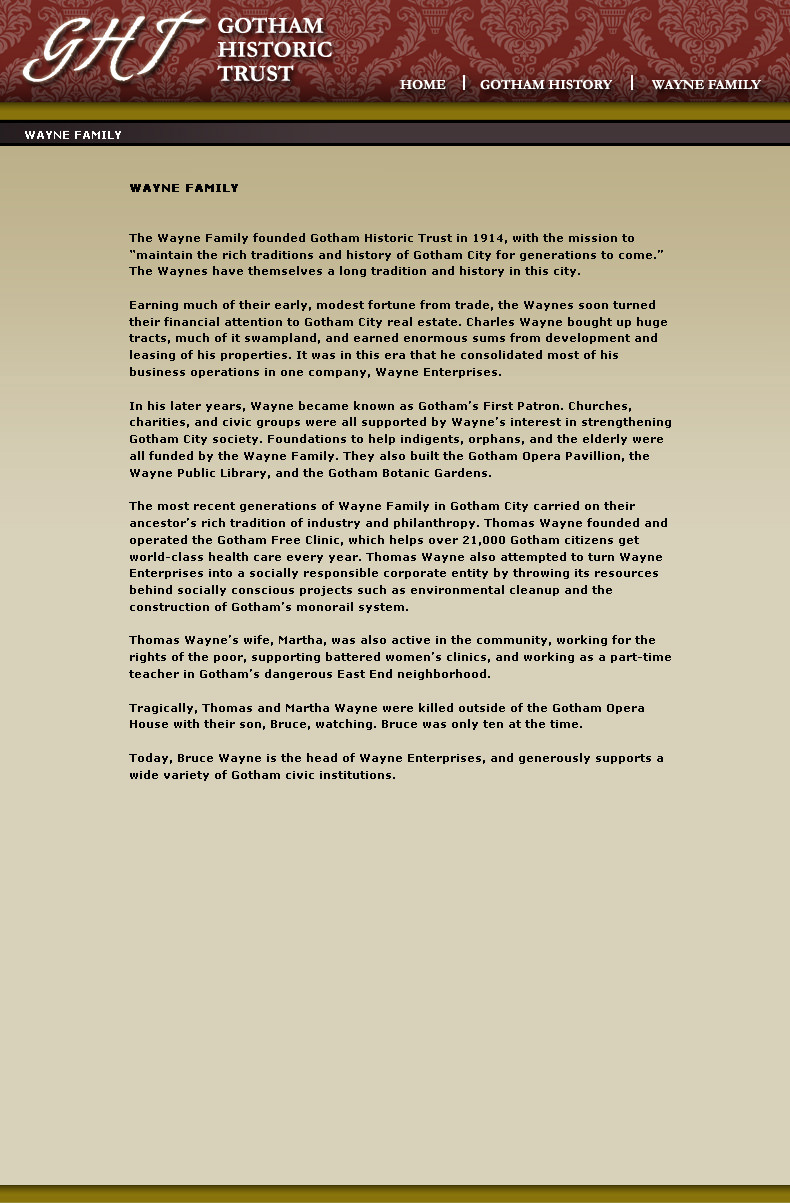 GHT
GOTHAM
HISTORIC
TRUST
HOME | GOTHAM HISTORY | WAYNE FAMILY
WAYNE FAMILY
WAYNE FAMILY
The Wayne Family founded Gotham Historic Trust in 1914, with the mission to
“maintain the rich traditions and history of Gotham City for generations to come.”
The Waynes have themselves a long tradition and history in this city.
Earning much of their early, modest fortune from trade, the Waynes soon turned
their financial attention to Gotham City real estate. Charles Wayne bought up huge
tracts, much of it swampland, and earned enormous sums from development and
leasing of his properties. It was in this era that he consolidated most of his
business operations in one company, Wayne Enterprises.
In his later years, Wayne became known as Gotham’s First Patron. Churches,
charities, and civic groups were all supported by Wayne’s interest in strengthening
Gotham City society. Foundations to help indigents, orphans, and the elderly were
all funded by the Wayne Family. They also built the Gotham Opera Pavillion, the
Wayne Public Library, and the Gotham Botanic Gardens.
The most recent generations of Wayne Family in Gotham City carried on their
ancestor’s rich tradition of industry and philanthropy. Thomas Wayne founded and
operated the Gotham Free Clinic, which helps over 21,000 Gotham citizens get
world-class health care every year. Thomas Wayne also attempted to turn Wayne
Enterprises into a socially responsible corporate entity by throwing its resources
behind socially conscious projects such as environmental cleanup and the
construction of Gotham’s monorail system.
Thomas Wayne’s wife, Martha, was also active in the community, working for the
rights of the poor, supporting battered women’s clinics, and working as a part-time
teacher in Gotham’s dangerous East End neighborhood.
Tragically, Thomas and Martha Wayne were killed outside of the Gotham Opera
House with their son, Bruce, watching. Bruce was only ten at the time.
Today, Bruce Wayne is the head of Wayne Enterprises, and generously supports a
wide variety of Gotham civic institutions.